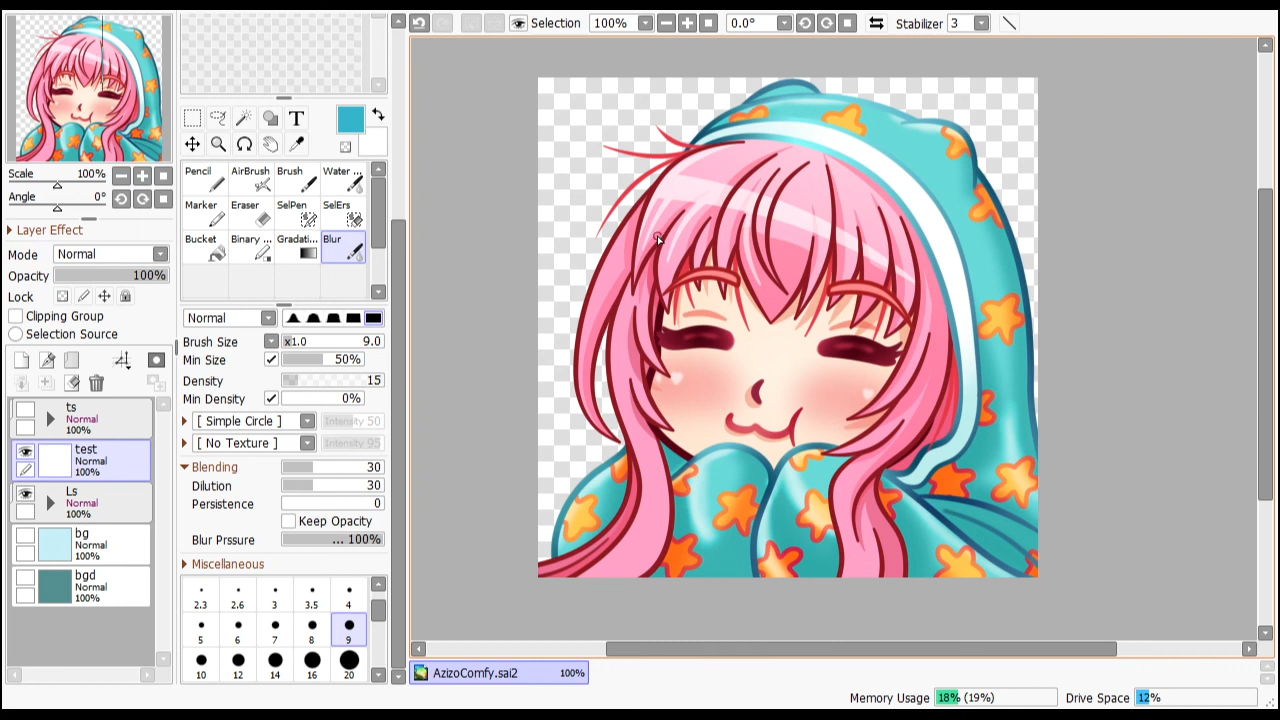 Selection 100% 0.0° Stabilizer 3
Scale 100%
Angle 0°
Layer Effect
Mode Normal
Opacity 100%
Lock
Clipping Group
Selection Source
ts
Normal
100%
test
Normal
100%
Ls
Normal
100%
bg
Normal
100%
bgd
Normal
100%
T
Pencil AirBrush Brush Water ...
Marker Eraser SelPen SelErs
Bucket Binary ... Gradati... Blur
Normal
Brush Size x1.0 9.0
Min Size 50%
Density 15
Min Density 0%
[ Simple Circle ] Intensity 50
[ No Texture ] Intensity 95
Blending 30
Dilution 30
Persistence 0
Keep Opacity
Blur Prssure ... 100%
Miscellaneous
2.3 2.6 3 3.5 4
5 6 7 8 9
10 12 14 16 20
AzizoComfy.sai2 100%
Memory Usage 18% (19%) Drive Space 12%